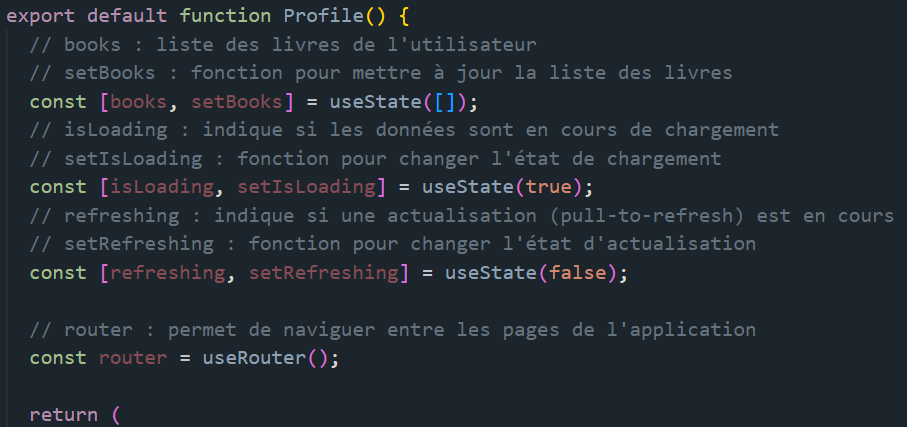 export default function Profile() {
// books : liste des livres de l'utilisateur
// setBooks : fonction pour mettre à jour la liste des livres
const [books, setBooks] = useState([]);
// isLoading : indique si les données sont en cours de chargement
// setIsLoading : fonction pour changer l'état de chargement
const [isLoading, setIsLoading] = useState(true);
// refreshing : indique si une actualisation (pull-to-refresh) est en cours
// setRefreshing : fonction pour changer l'état d'actualisation
const [refreshing, setRefreshing] = useState(false);
// router : permet de naviguer entre les pages de l'application
const router = useRouter();
return (